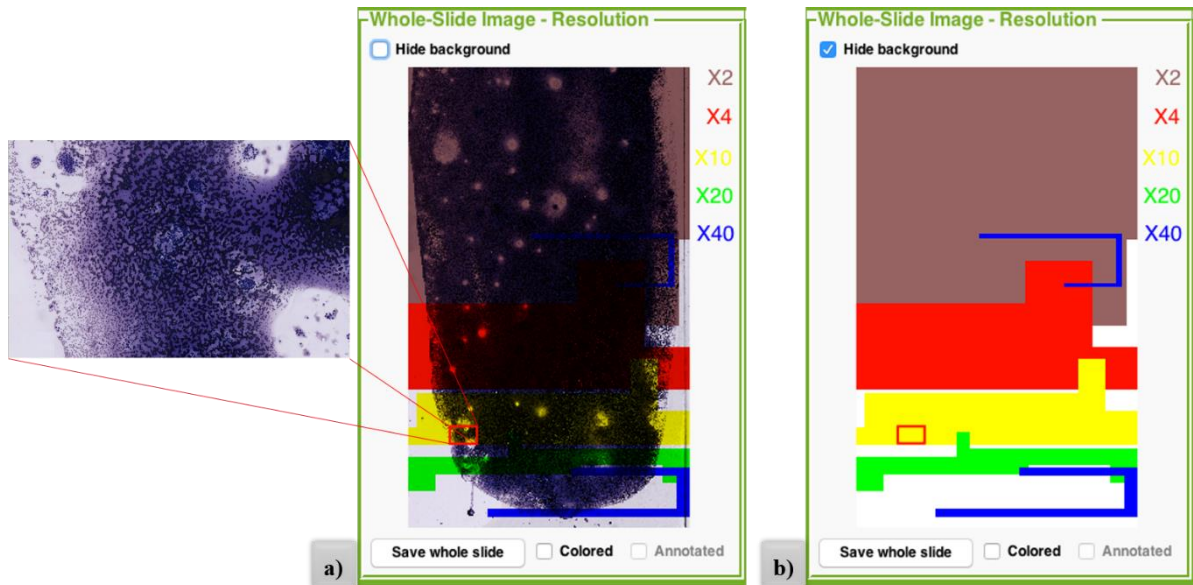 Whole-Slide Image - Resolution
Hide background
X2
X4
X10
X20
X40
Save whole slide
Colored
Annotated
a)
Whole-Slide Image - Resolution
Hide background
X2
X4
X10
X20
X40
Save whole slide
Colored
Annotated
b)